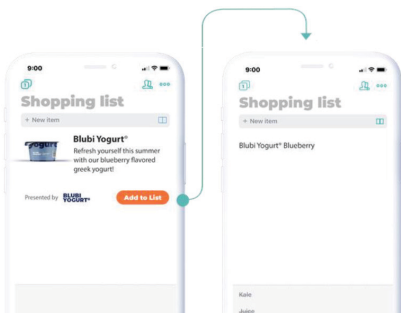 9:00
Shopping list
+ New item
Blubi Yogurt®
Refresh yourself this summer
with our blueberry flavored
greek yogurt!
Presented by BLUBI YOGURT®
Add to List
9:00
Shopping list
+ New item
Blubi Yogurt® Blueberry
Kale
Juice